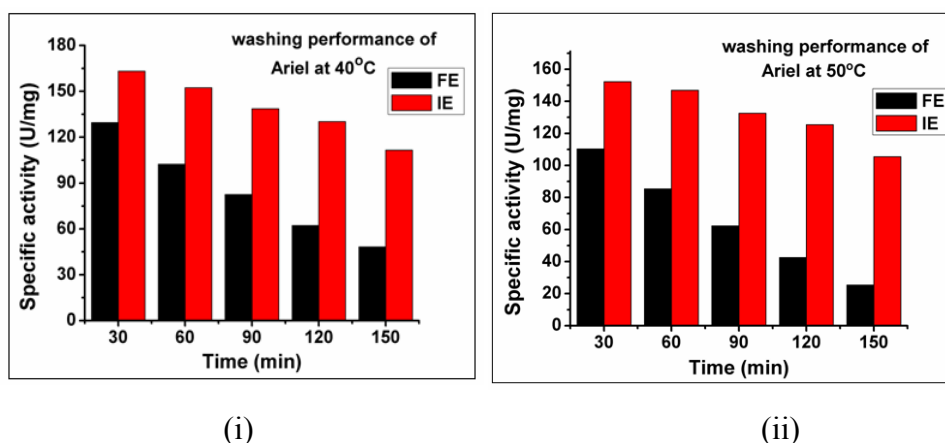 washing performance of
Ariel at 40°C
FE
IE
180
150
120
90
60
30
0
Specific activity (U/mg)
30 60 90 120 150
Time (min)
(i)
washing performance of
Ariel at 50°C
FE
IE
160
140
120
100
80
60
40
20
0
Specific activity (U/mg)
30 60 90 120 150
Time (min)
(ii)